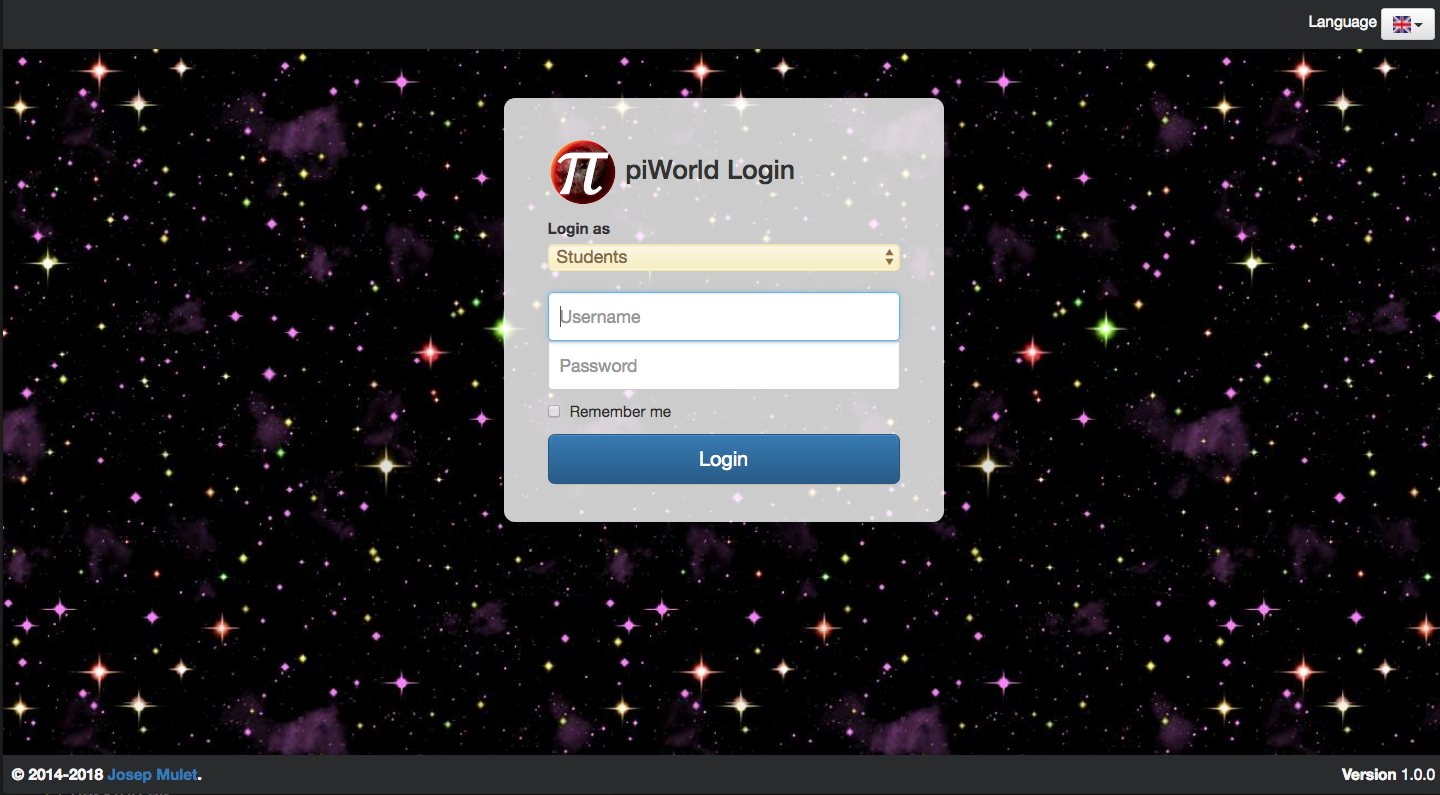 Language
π piWorld Login
Login as
Students
Username
Password
Remember me
Login
© 2014-2018 Josep Mulet.
Version 1.0.0